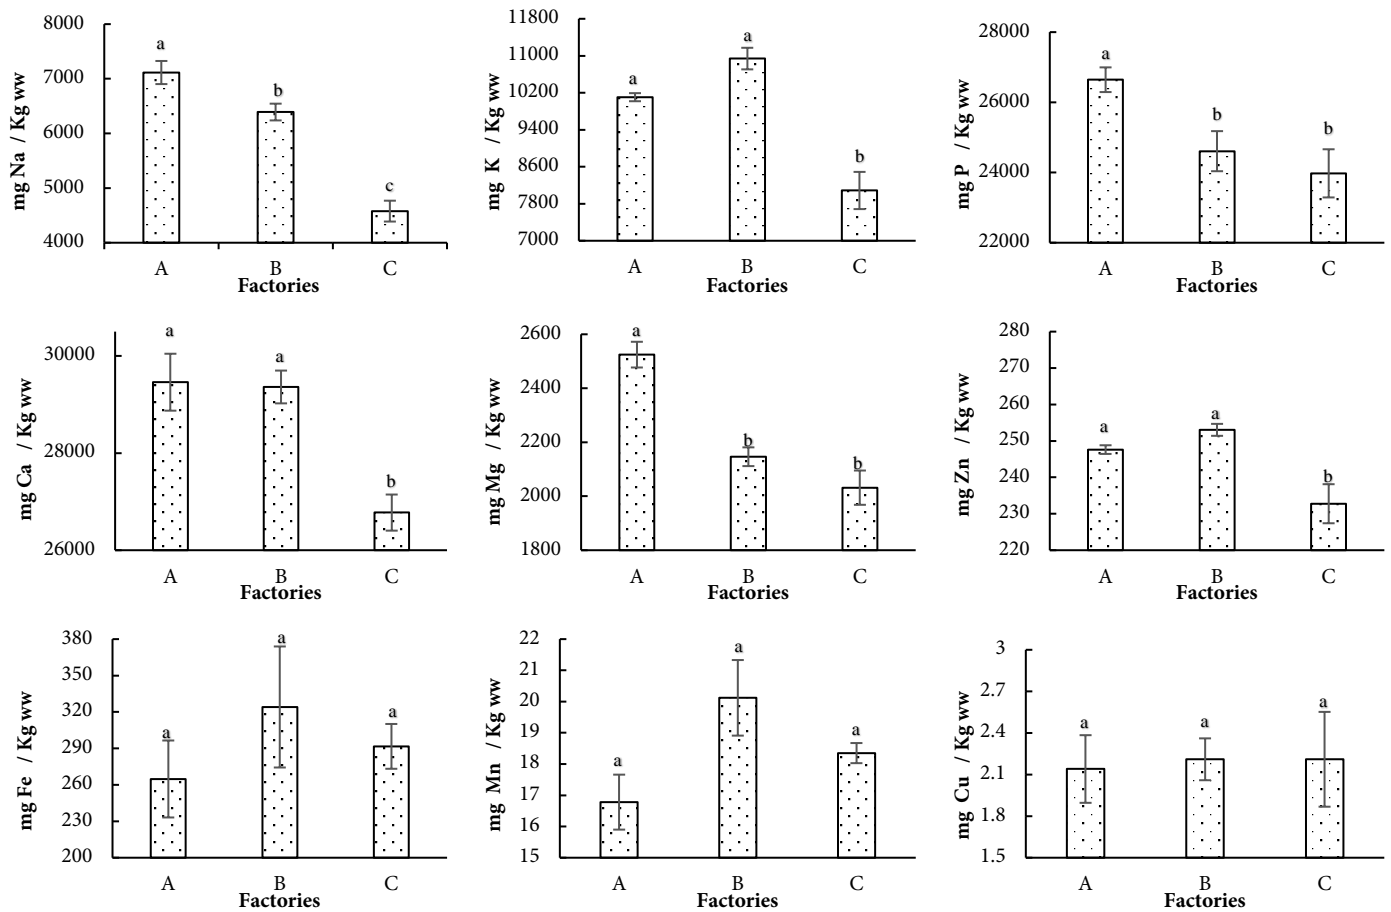 mg Na / Kg ww
8000
7000
6000
5000
4000
a
b
c
A B C
Factories
mg K / Kg ww
11800
11000
10200
9400
8600
7800
7000
a
a
b
A B C
Factories
mg P / Kg ww
28000
26000
24000
22000
a
b
b
A B C
Factories
mg Ca / Kg ww
30000
28000
26000
a
a
b
A B C
Factories
mg Mg / Kg ww
2600
2400
2200
2000
1800
a
b
b
A B C
Factories
mg Zn / Kg ww
280
270
260
250
240
230
220
a
a
b
A B C
Factories
mg Fe / Kg ww
380
350
320
290
260
230
200
a
a
a
A B C
Factories
mg Mn / Kg ww
22
21
20
19
18
17
16
15
a
a
a
A B C
Factories
mg Cu / Kg ww
3
2.7
2.4
2.1
1.8
1.5
a
a
a
A B C
Factories